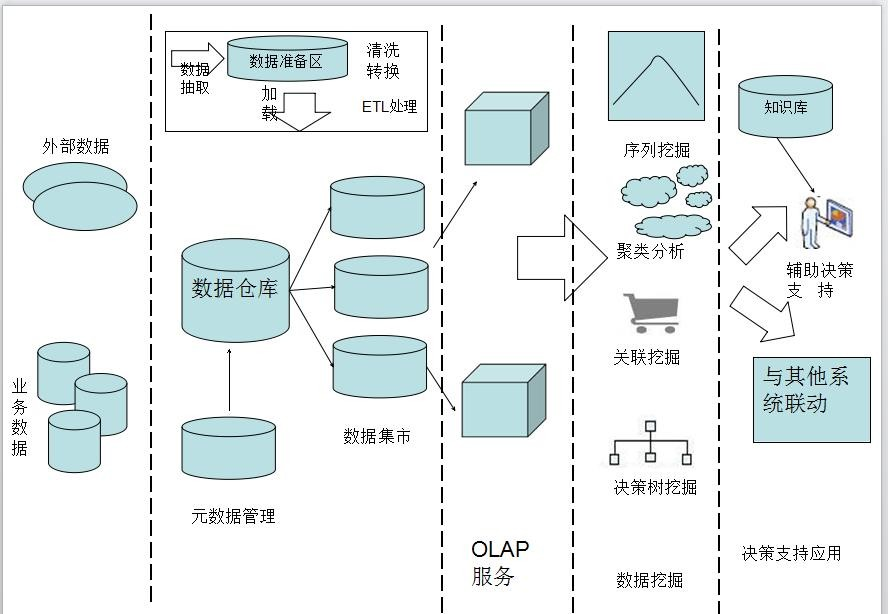 外部数据
业
务
数
据
数据
抽取
数据准备区
清洗
转换
加
载
ETL处理
数据仓库
数据集市
元数据管理
OLAP
服务
序列挖掘
聚类分析
关联挖掘
决策树挖掘
数据挖掘
知识库
辅助决策
支 持
与其他系
统联动
决策支持应用